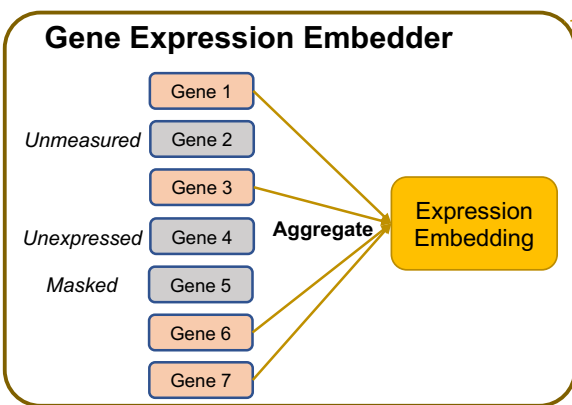 Gene Expression Embedder
Gene 1
Unmeasured Gene 2
Gene 3
Unexpressed Gene 4
Aggregate
Expression
Embedding
Masked Gene 5
Gene 6
Gene 7